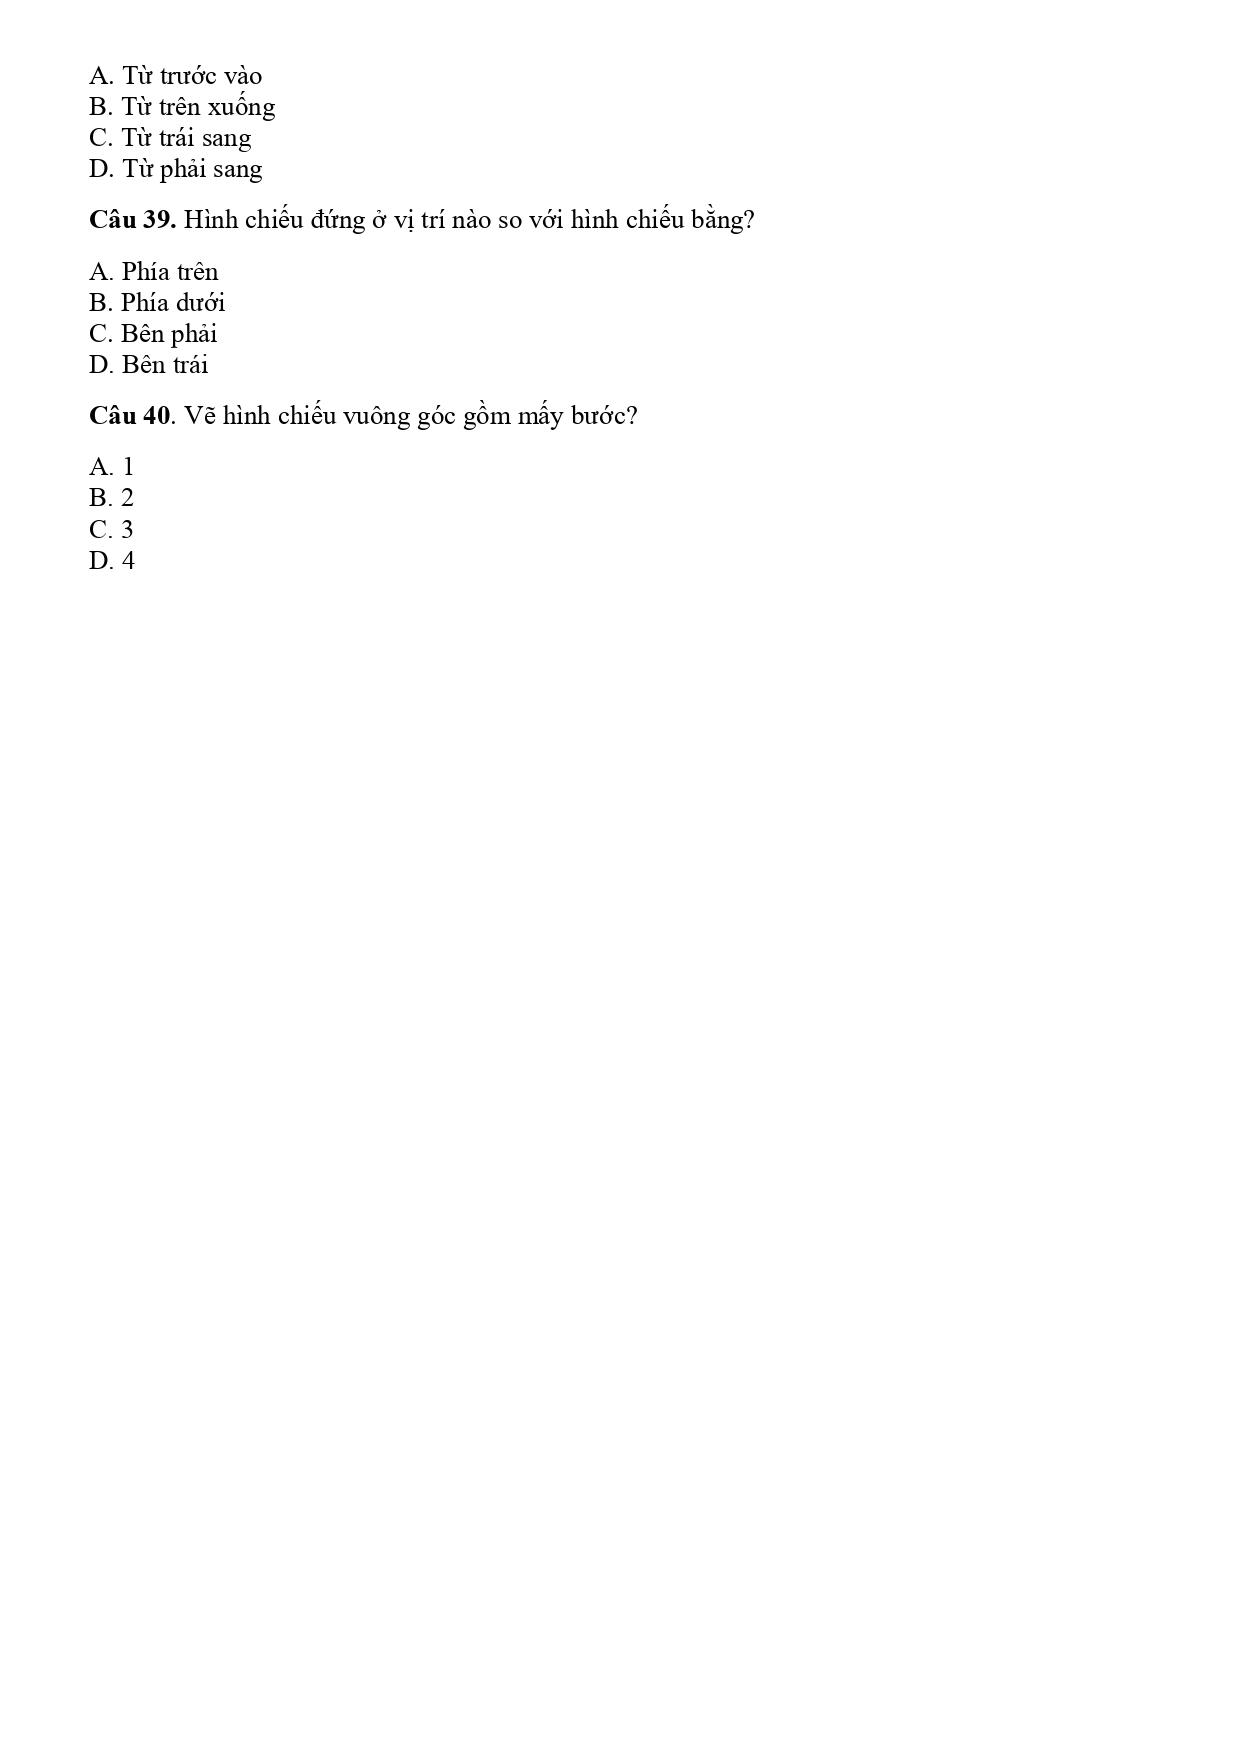 A. Từ trước vào
B. Từ trên xuống
C. Từ trái sang
D. Từ phải sang
Câu 39. Hình chiếu đứng ở vị trí nào so với hình chiếu bằng?
A. Phía trên
B. Phía dưới
C. Bên phải
D. Bên trái
Câu 40. Vẽ hình chiếu vuông góc gồm mấy bước?
A. 1
B. 2
C. 3
D. 4